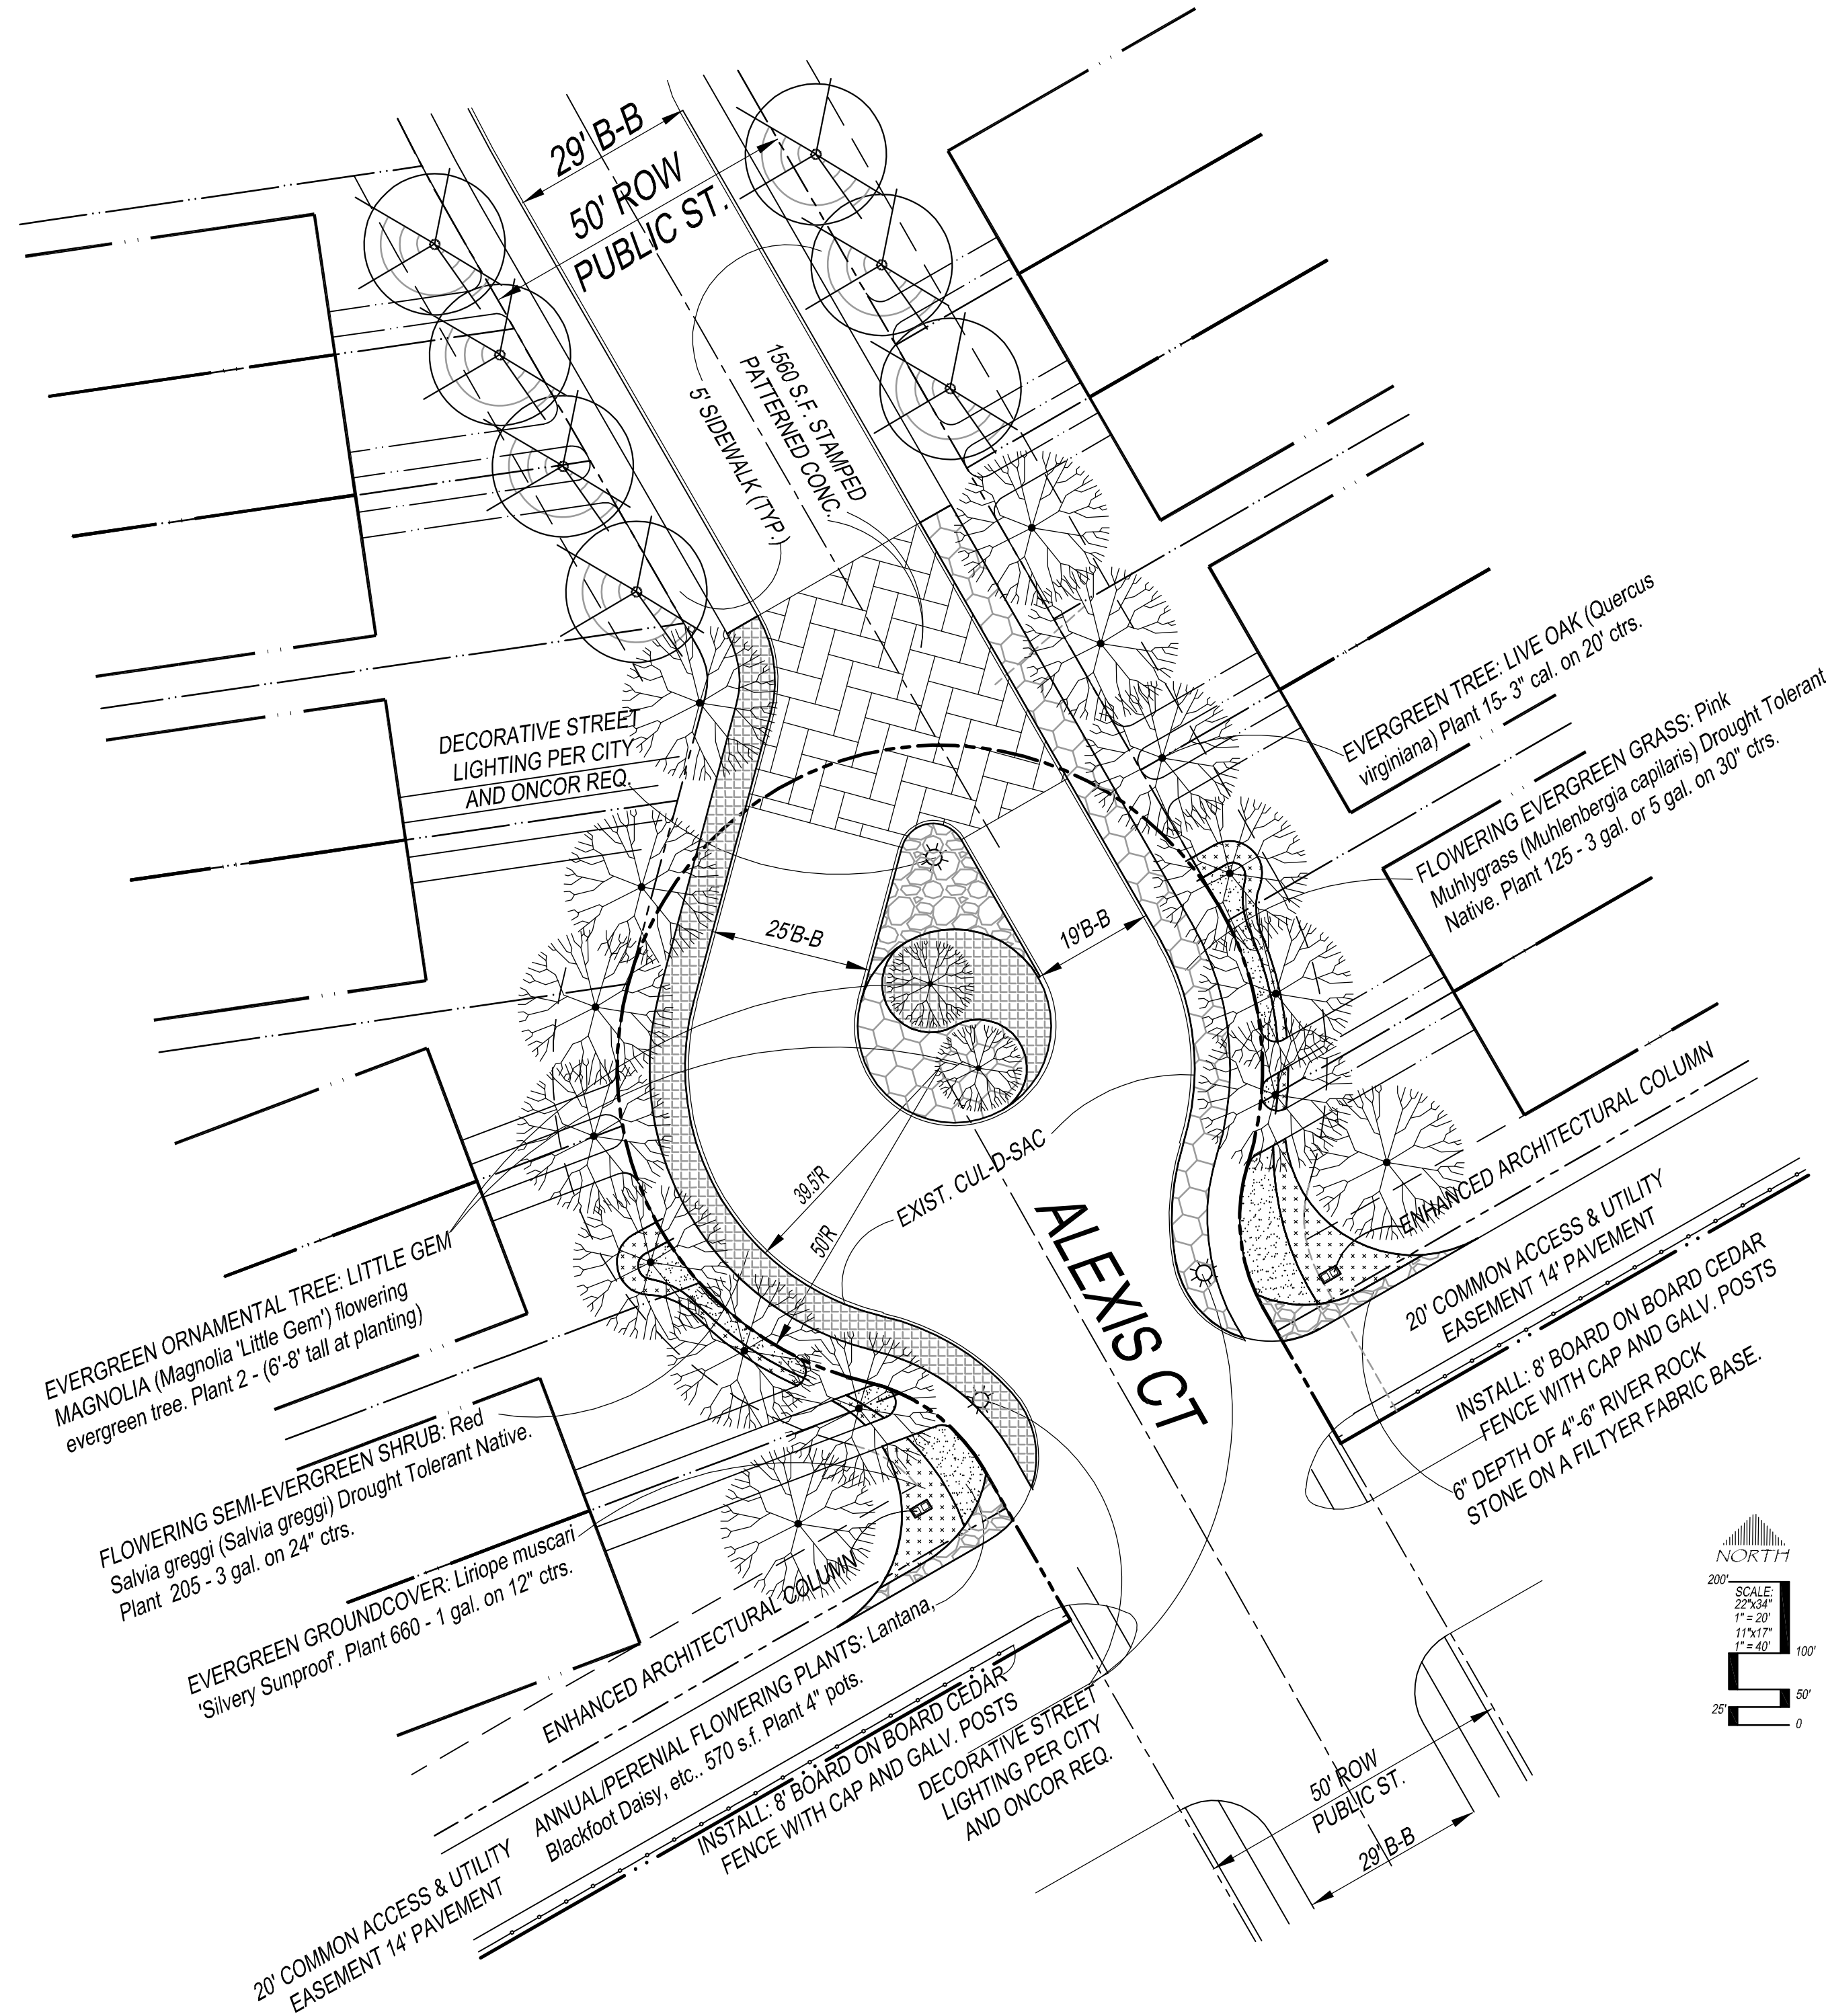 29' B-B
50' ROW
PUBLIC ST.
5' SIDEWALK (TYP.)
1560 S.F. STAMPED
PATTERNED CONC.
DECORATIVE STREET
LIGHTING PER CITY
AND ONCOR REQ.
EVERGREEN TREE: LIVE OAK (Quercus
virginiana) Plant 15- 3" cal. on 20' ctrs.
FLOWERING EVERGREEN GRASS: Pink
Muhlygrass (Muhlenbergia capilaris) Drought Tolerant
Native. Plant 125 - 3 gal. or 5 gal. on 30" ctrs.
25'B-B
19'B-B
39.5'R
50'R
EXIST. CUL-D-SAC
ALEXIS CT
ENHANCED ARCHITECTURAL COLUMN
20' COMMON ACCESS & UTILITY
EASEMENT 14' PAVEMENT
INSTALL: 8' BOARD ON BOARD CEDAR
FENCE WITH CAP AND GALV. POSTS
6" DEPTH OF 4"-6" RIVER ROCK
STONE ON A FILTYER FABRIC BASE.
EVERGREEN ORNAMENTAL TREE: LITTLE GEM
MAGNOLIA (Magnolia 'Little Gem') flowering
evergreen tree. Plant 2 - (6'-8' tall at planting)
FLOWERING SEMI-EVERGREEN SHRUB: Red
Salvia greggi (Salvia greggi) Drought Tolerant Native.
Plant 205 - 3 gal. on 24" ctrs.
EVERGREEN GROUNDCOVER: Liriope muscari
'Silvery Sunproof'. Plant 660 - 1 gal. on 12" ctrs.
ENHANCED ARCHITECTURAL COLUMN
ANNUAL/PERENIAL FLOWERING PLANTS: Lantana,
Blackfoot Daisy, etc.. 570 s.f. Plant 4" pots.
INSTALL: 8' BOARD ON BOARD CEDAR
FENCE WITH CAP AND GALV. POSTS
DECORATIVE STREET
LIGHTING PER CITY
AND ONCOR REQ.
20' COMMON ACCESS & UTILITY
EASEMENT 14' PAVEMENT
50' ROW
PUBLIC ST.
29' B-B
NORTH
200'
SCALE:
22"x34"
1" = 20'
11"x17"
1" = 40'
100'
50'
25'
0